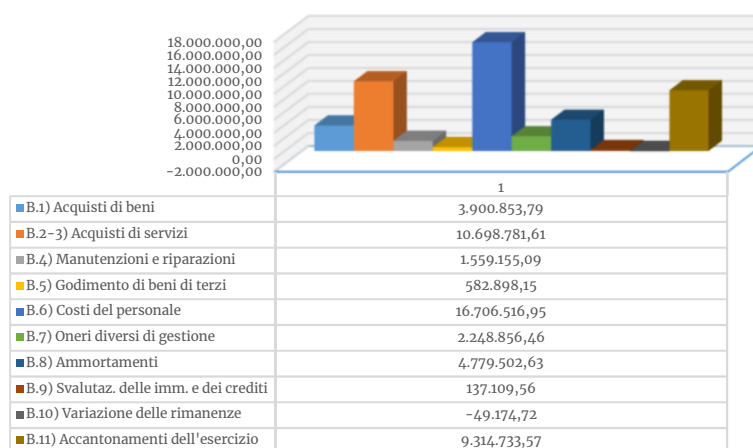 18.000.000,00
16.000.000,00
14.000.000,00
12.000.000,00
10.000.000,00
8.000.000,00
6.000.000,00
4.000.000,00
2.000.000,00
0,00
-2.000.000,00
1
B.1) Acquisti di beni 3.900.853,79
B.2-3) Acquisti di servizi 10.698.781,61
B.4) Manutenzioni e riparazioni 1.559.155,09
B.5) Godimento di beni di terzi 582.898,15
B.6) Costi del personale 16.706.516,95
B.7) Oneri diversi di gestione 2.248.856,46
B.8) Ammortamenti 4.779.502,63
B.9) Svalutaz. delle imm. e dei crediti 137.109,56
B.10) Variazione delle rimanenze -49.174,72
B.11) Accantonamenti dell'esercizio 9.314.733,57